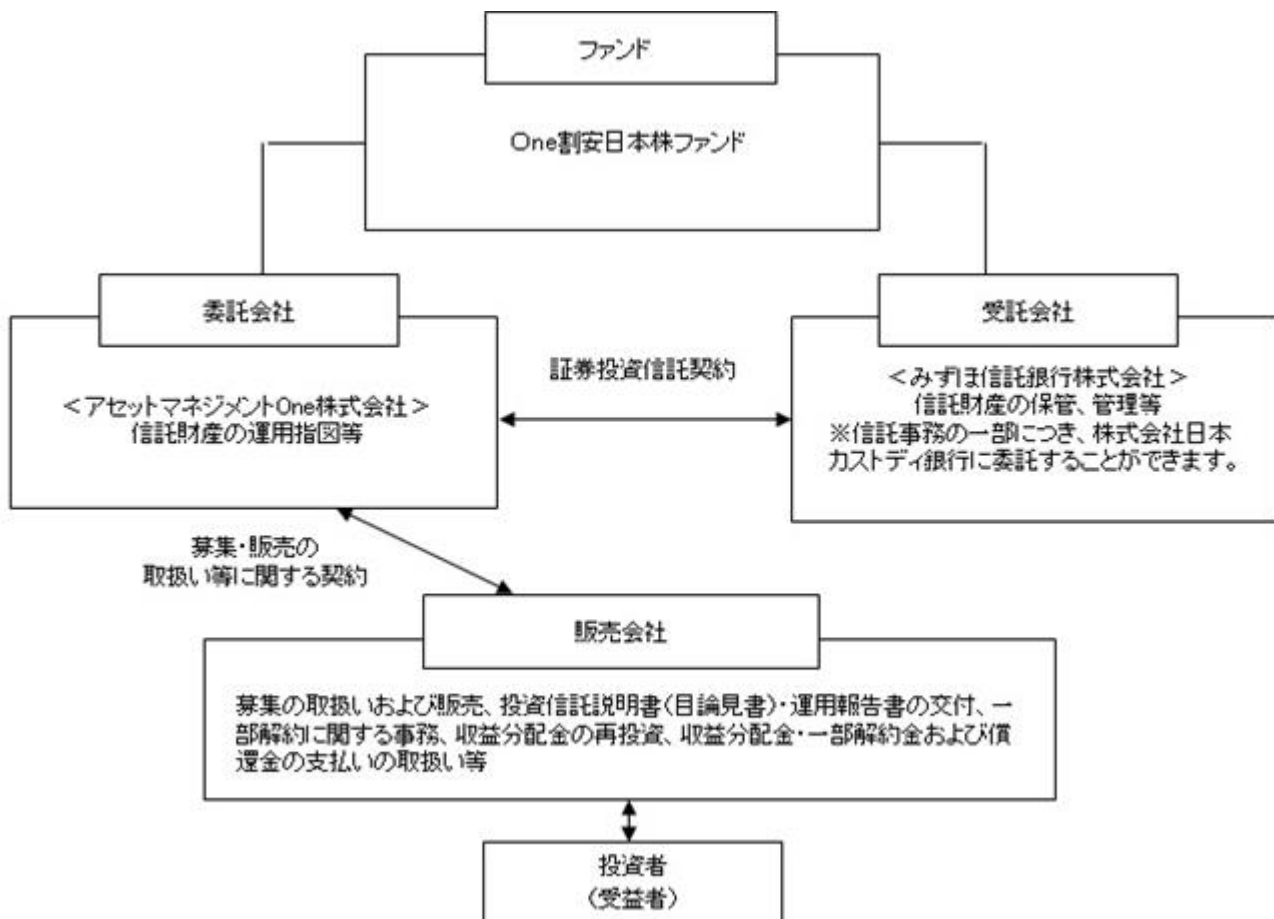 ファンド
One割安日本株ファンド
委託会社
<アセットマネジメントOne株式会社>
信託財産の運用指図等
証券投資信託契約
受託会社
<みずほ信託銀行株式会社>
信託財産の保管、管理等
※信託事務の一部につき、株式会社日本
カストディ銀行に委託することができます。
募集・販売の
取扱い等に関する契約
販売会社
募集の取扱いおよび販売、投資信託説明書(目論見書)・運用報告書の交付、一
部解約に関する事務、収益分配金の再投資、収益分配金・一部解約金および償
還金の支払いの取扱い等
投資者
(受益者)